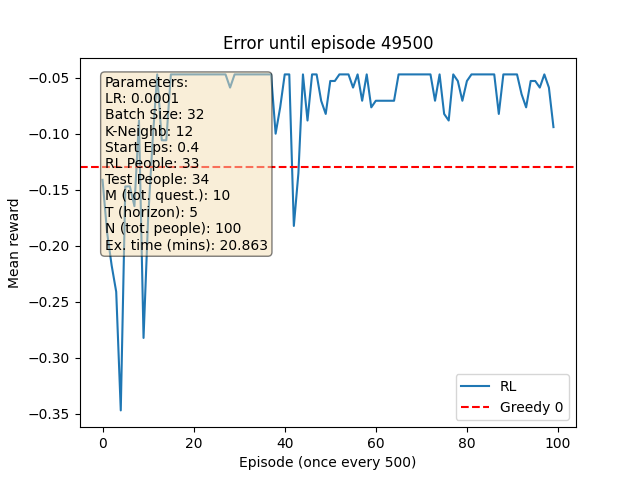 Error until episode 49500
Mean reward
−0.05
−0.10
−0.15
−0.20
−0.25
−0.30
−0.35
Parameters:
LR: 0.0001
Batch Size: 32
K-Neighb: 12
Start Eps: 0.4
RL People: 33
Test People: 34
M (tot. quest.): 10
T (horizon): 5
N (tot. people): 100
Ex. time (mins): 20.863
RL
Greedy 0
0 20 40 60 80 100
Episode (once every 500)